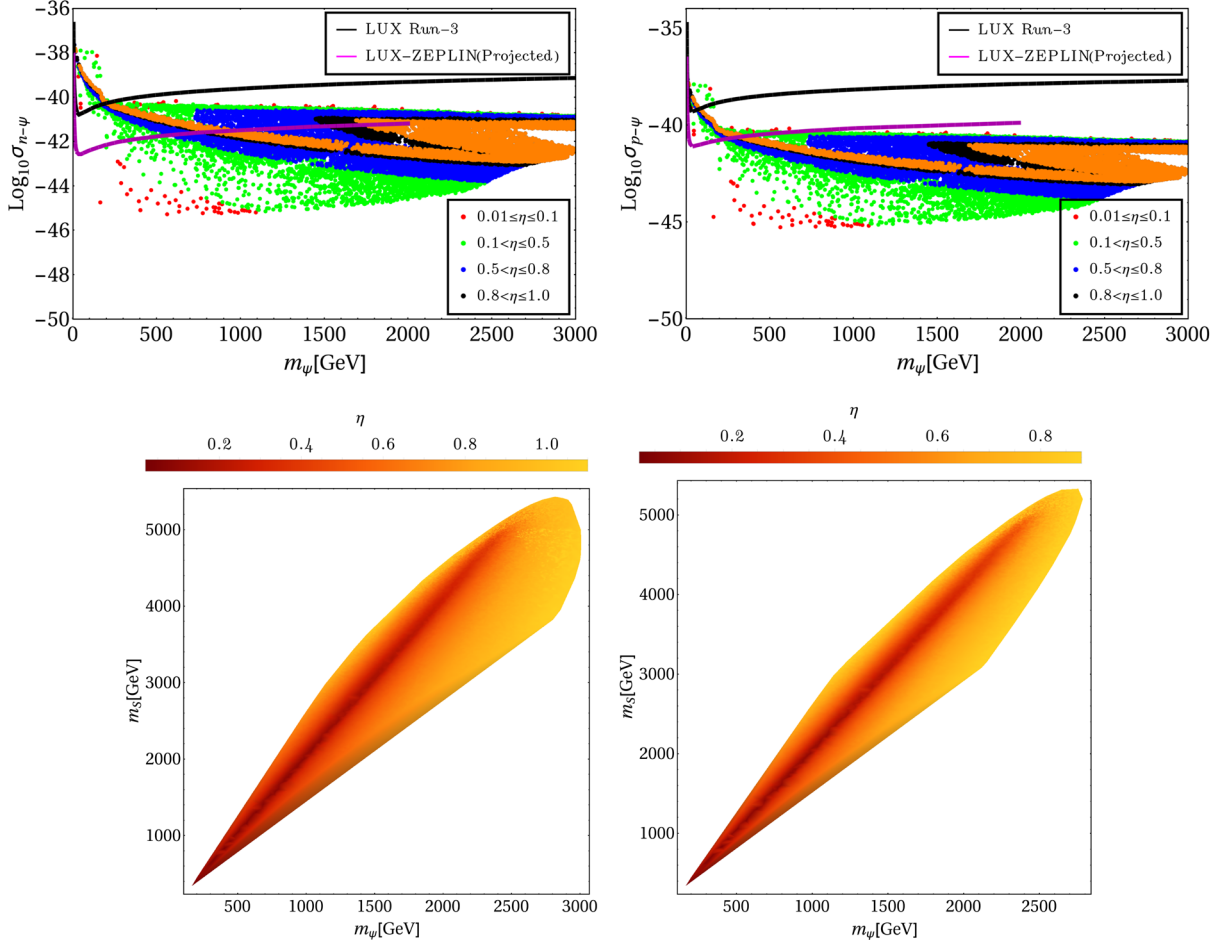 −36
−38
−40
−42
−44
−46
−48
−50
Log₁₀σₙ₋ψ
LUX Run-3
LUX-ZEPLIN(Projected)
0.01≤η≤0.1
0.1<η≤0.5
0.5<η≤0.8
0.8<η≤1.0
0 500 1000 1500 2000 2500 3000
mψ[GeV]
−35
−40
−45
−50
Log₁₀σₚ₋ψ
LUX Run-3
LUX-ZEPLIN(Projected)
0.01≤η≤0.1
0.1<η≤0.5
0.5<η≤0.8
0.8<η≤1.0
0 500 1000 1500 2000 2500 3000
mψ[GeV]
η
0.2 0.4 0.6 0.8 1.0
5000
4000
3000
2000
1000
m_S[GeV]
500 1000 1500 2000 2500 3000
mψ[GeV]
η
0.2 0.4 0.6 0.8
5000
4000
3000
2000
1000
m_S[GeV]
500 1000 1500 2000 2500
mψ[GeV]